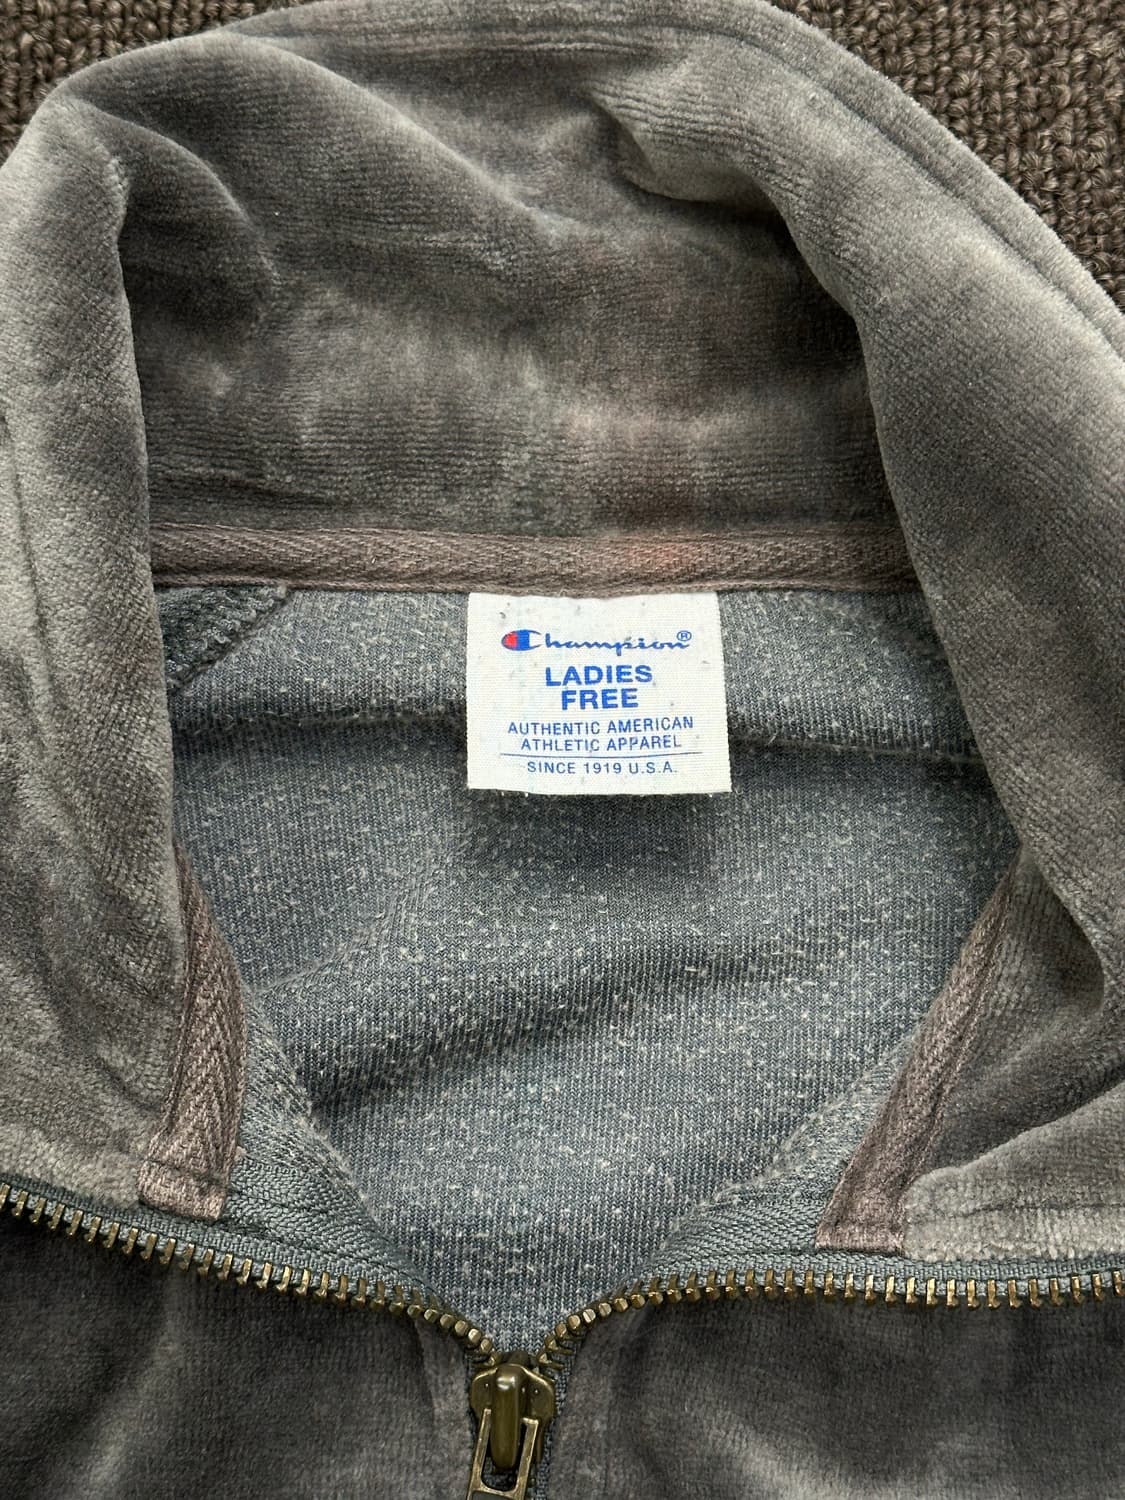 Champion®
LADIES
FREE
AUTHENTIC AMERICAN
ATHLETIC APPAREL
SINCE 1919 U.S.A.